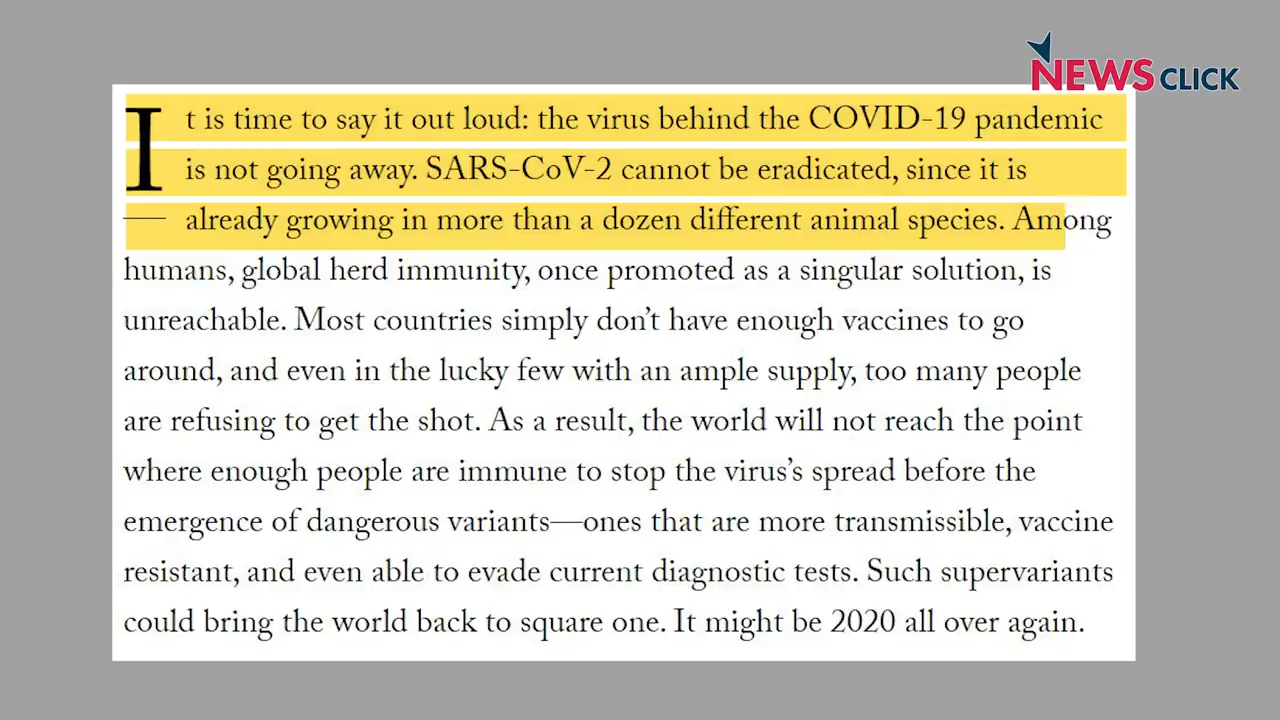 NEWSCLICK
It is time to say it out loud: the virus behind the COVID-19 pandemic
is not going away. SARS-CoV-2 cannot be eradicated, since it is
already growing in more than a dozen different animal species. Among
humans, global herd immunity, once promoted as a singular solution, is
unreachable. Most countries simply don’t have enough vaccines to go
around, and even in the lucky few with an ample supply, too many people
are refusing to get the shot. As a result, the world will not reach the point
where enough people are immune to stop the virus’s spread before the
emergence of dangerous variants—ones that are more transmissible, vaccine
resistant, and even able to evade current diagnostic tests. Such supervariants
could bring the world back to square one. It might be 2020 all over again.